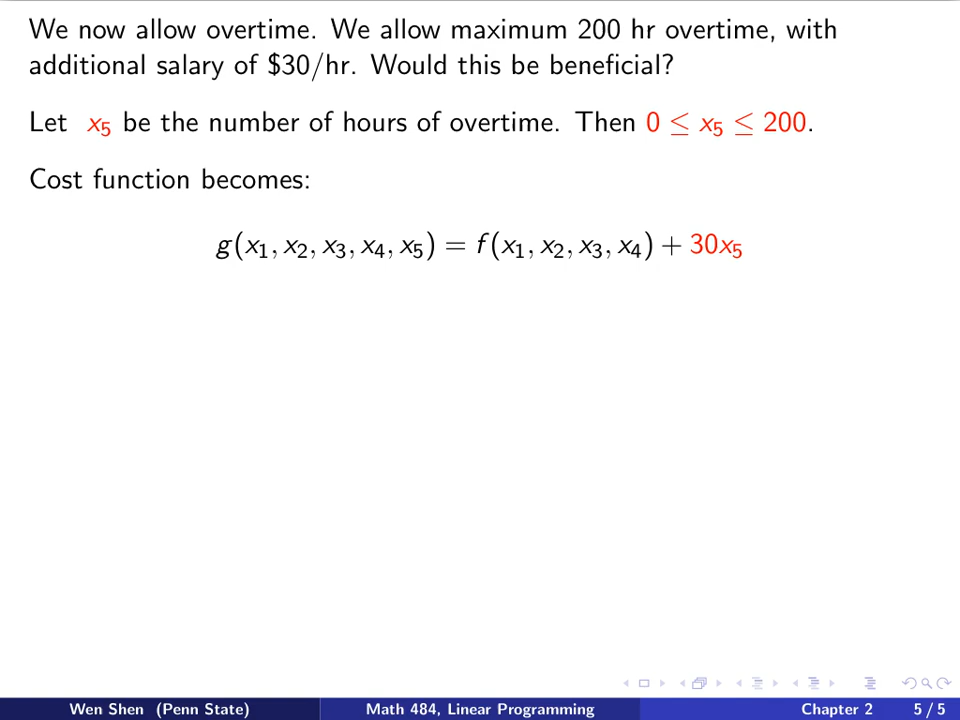 We now allow overtime. We allow maximum 200 hr overtime, with
additional salary of $30/hr. Would this be beneficial?
Let x₅ be the number of hours of overtime. Then 0 ≤ x₅ ≤ 200.
Cost function becomes:
g(x₁, x₂, x₃, x₄, x₅) = f(x₁, x₂, x₃, x₄) + 30x₅
Wen Shen (Penn State) Math 484, Linear Programming Chapter 2 5 / 5